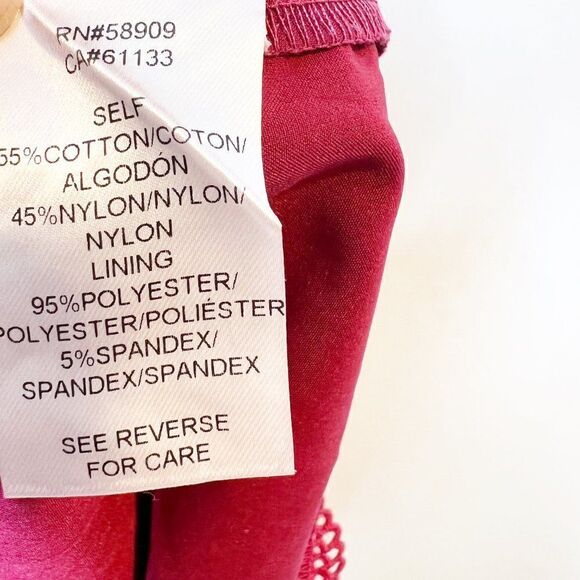 RN#58909
CA#61133
SELF
55%COTTON/COTON/
ALGODÓN
45%NYLON/NYLON/
NYLON
LINING
95%POLYESTER/
POLYESTER/POLIÉSTER
5%SPANDEX/
SPANDEX/SPANDEX
SEE REVERSE
FOR CARE